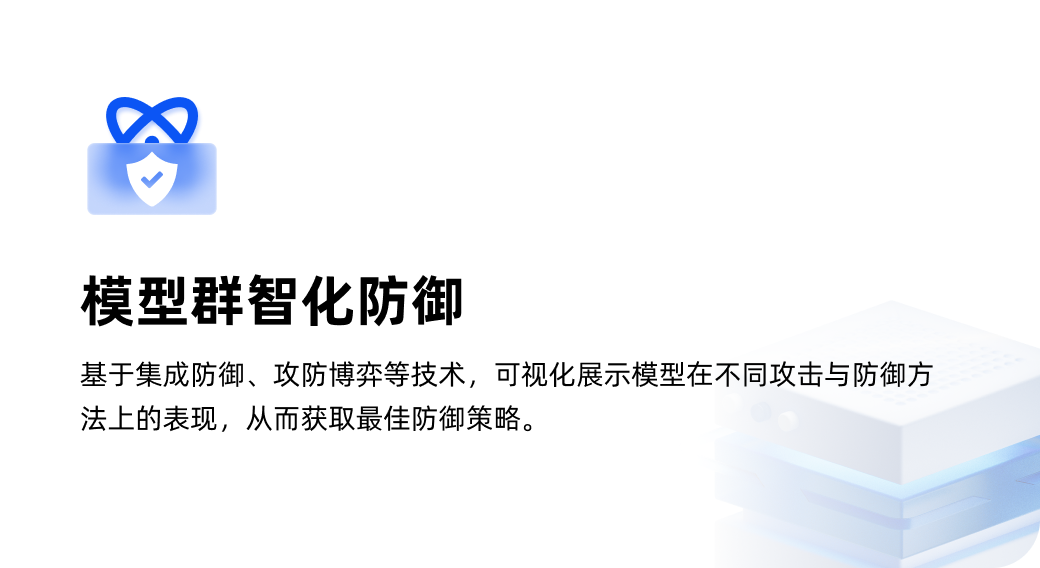 模型群智化防御
基于集成防御、攻防博弈等技术，可视化展示模型在不同攻击与防御方
法上的表现，从而获取最佳防御策略。